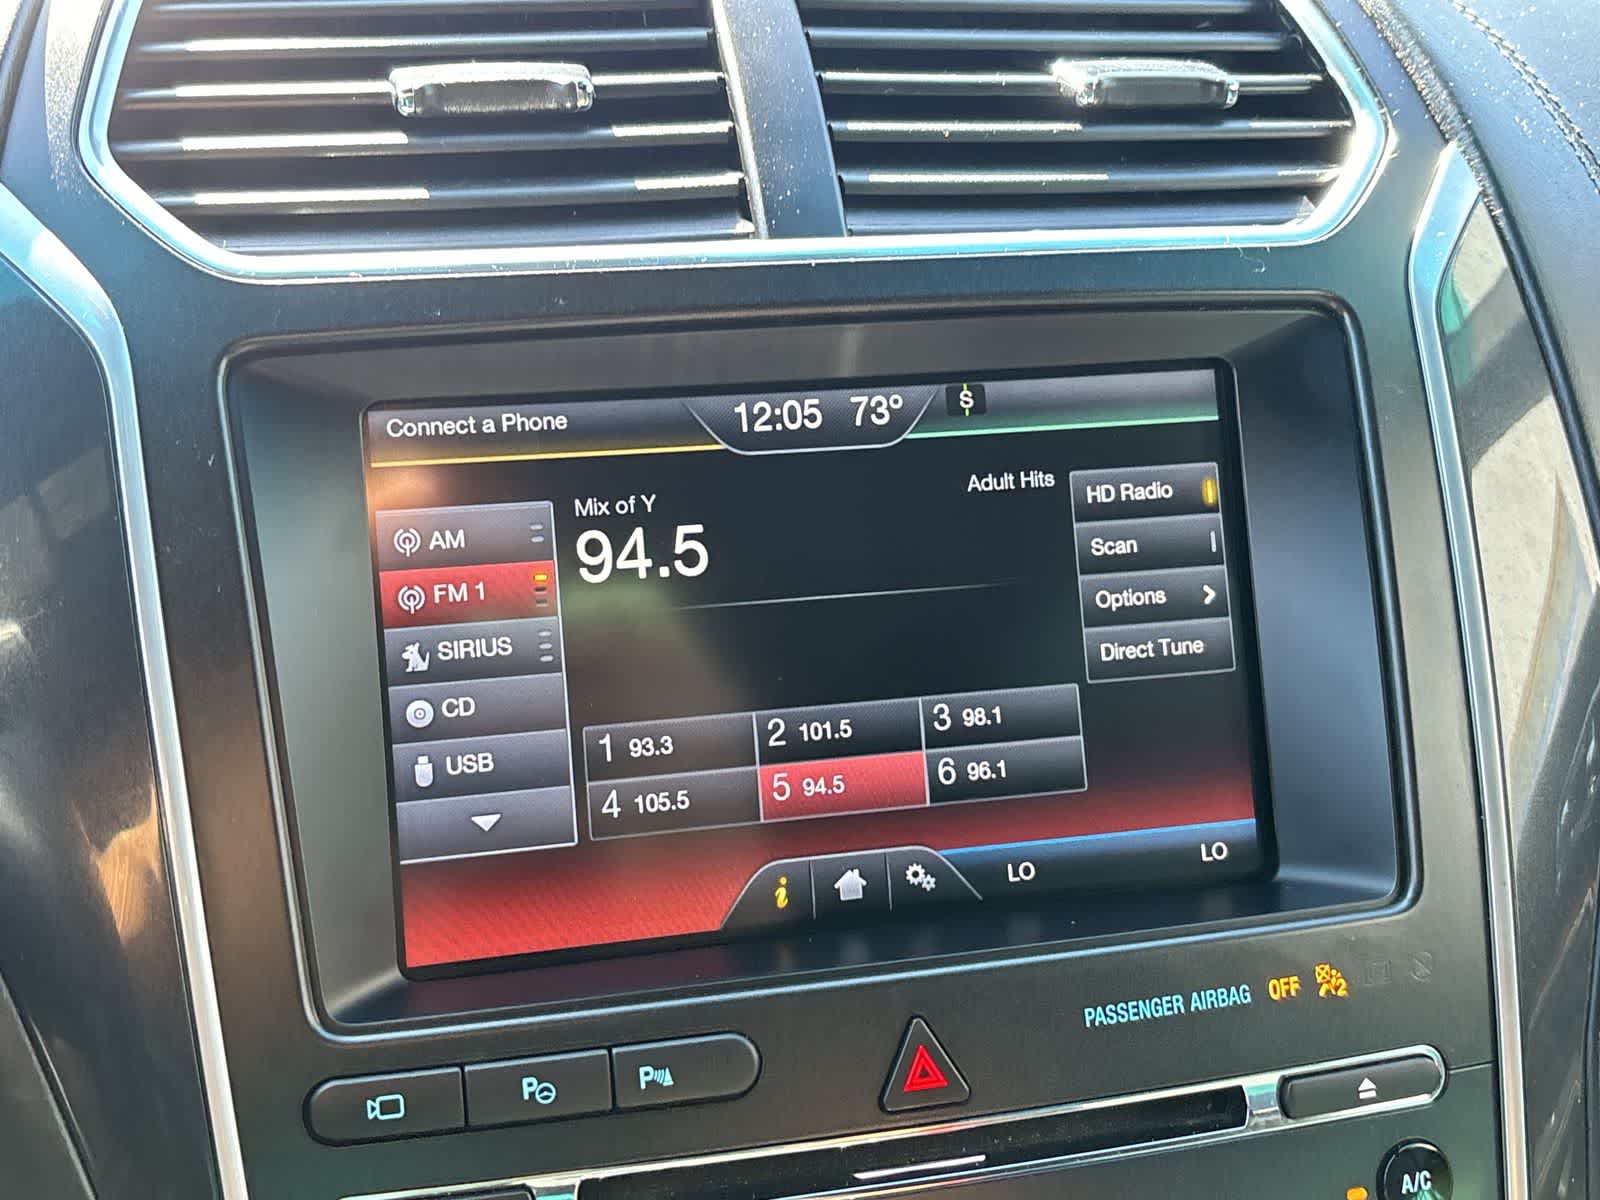 Connect a Phone 12:05 73° S
Mix of Y Adult Hits
94.5
AM
FM 1
SIRIUS
CD
USB
HD Radio
Scan
Options
Direct Tune
1 93.3 2 101.5 3 98.1
4 105.5 5 94.5 6 96.1
i LO LO
PASSENGER AIRBAG OFF 2
P P
A/C